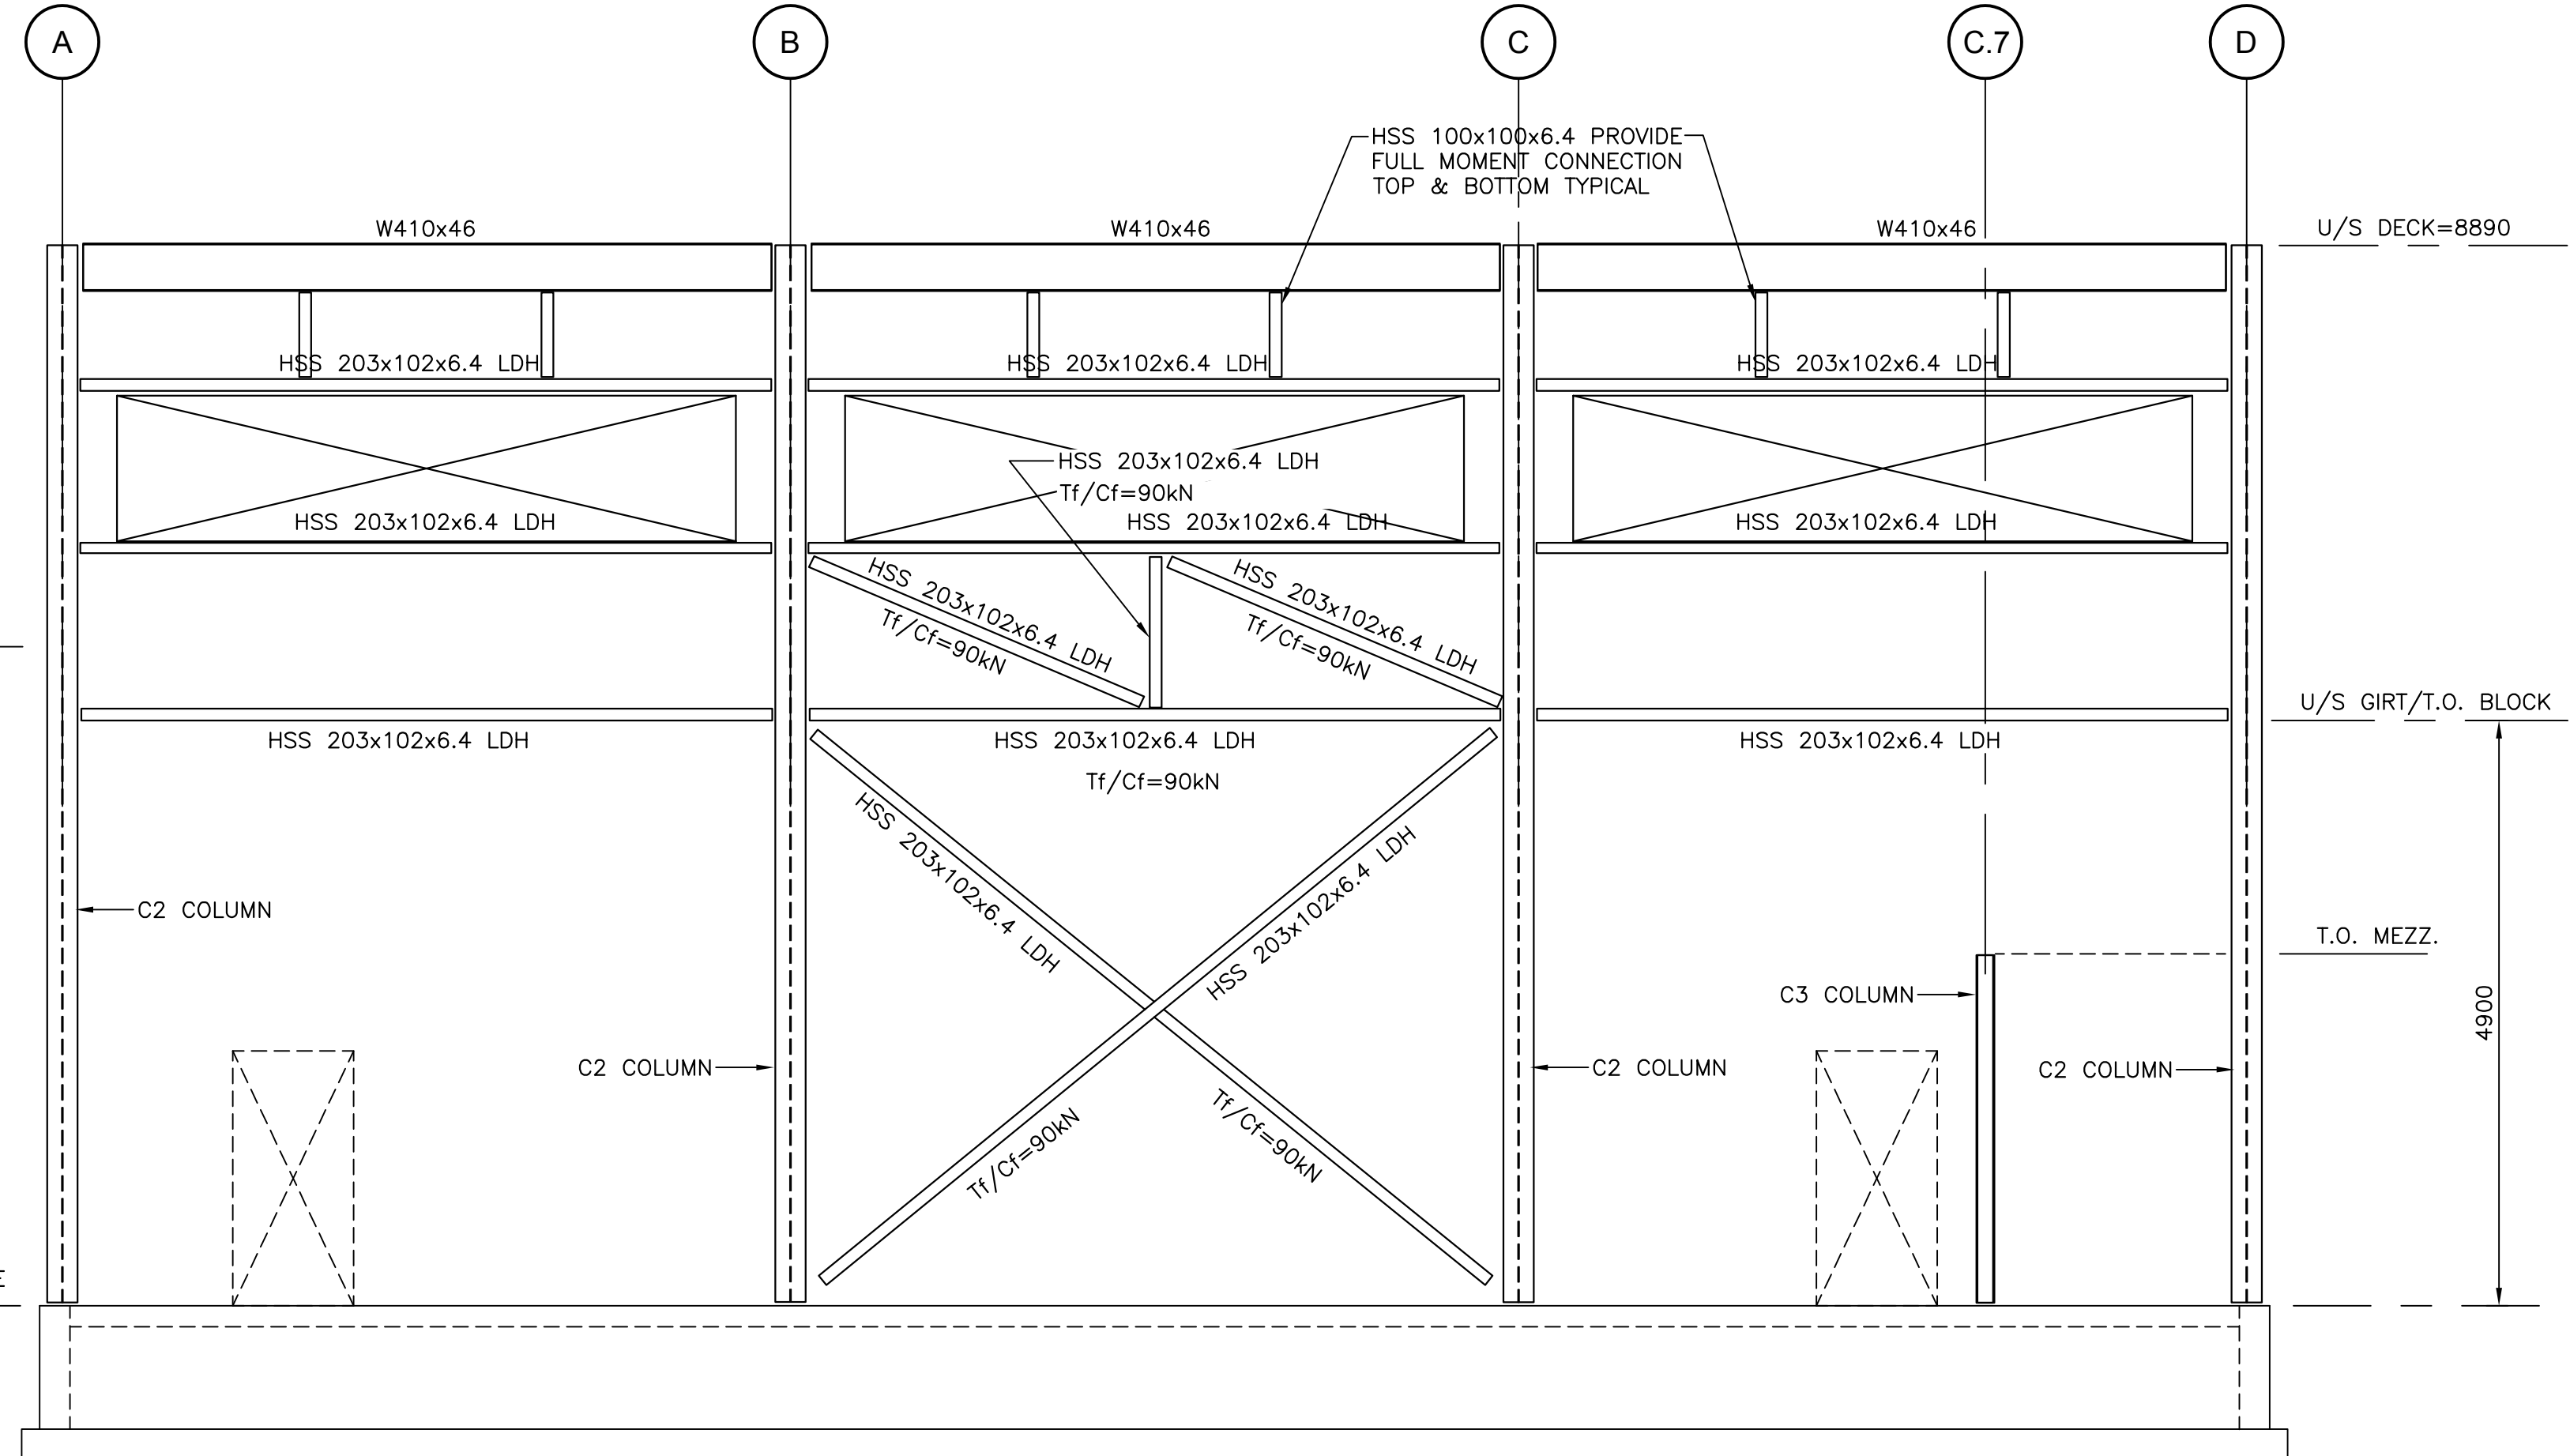 A
B
C
C.7
D
HSS 100x100x6.4 PROVIDE
FULL MOMENT CONNECTION
TOP & BOTTOM TYPICAL
W410x46
W410x46
W410x46
U/S DECK=8890
HSS 203x102x6.4 LDH
HSS 203x102x6.4 LDH
HSS 203x102x6.4 LDH
HSS 203x102x6.4 LDH
Tf/Cf=90kN
HSS 203x102x6.4 LDH
HSS 203x102x6.4 LDH
HSS 203x102x6.4 LDH
HSS 203x102x6.4 LDH
Tf/Cf=90kN
HSS 203x102x6.4 LDH
Tf/Cf=90kN
U/S GIRT/T.O. BLOCK
HSS 203x102x6.4 LDH
HSS 203x102x6.4 LDH
Tf/Cf=90kN
HSS 203x102x6.4 LDH
HSS 203x102x6.4 LDH
HSS 203x102x6.4 LDH
C2 COLUMN
T.O. MEZZ.
C3 COLUMN
4900
C2 COLUMN
C2 COLUMN
C2 COLUMN
Tf/Cf=90kN
Tf/Cf=90kN